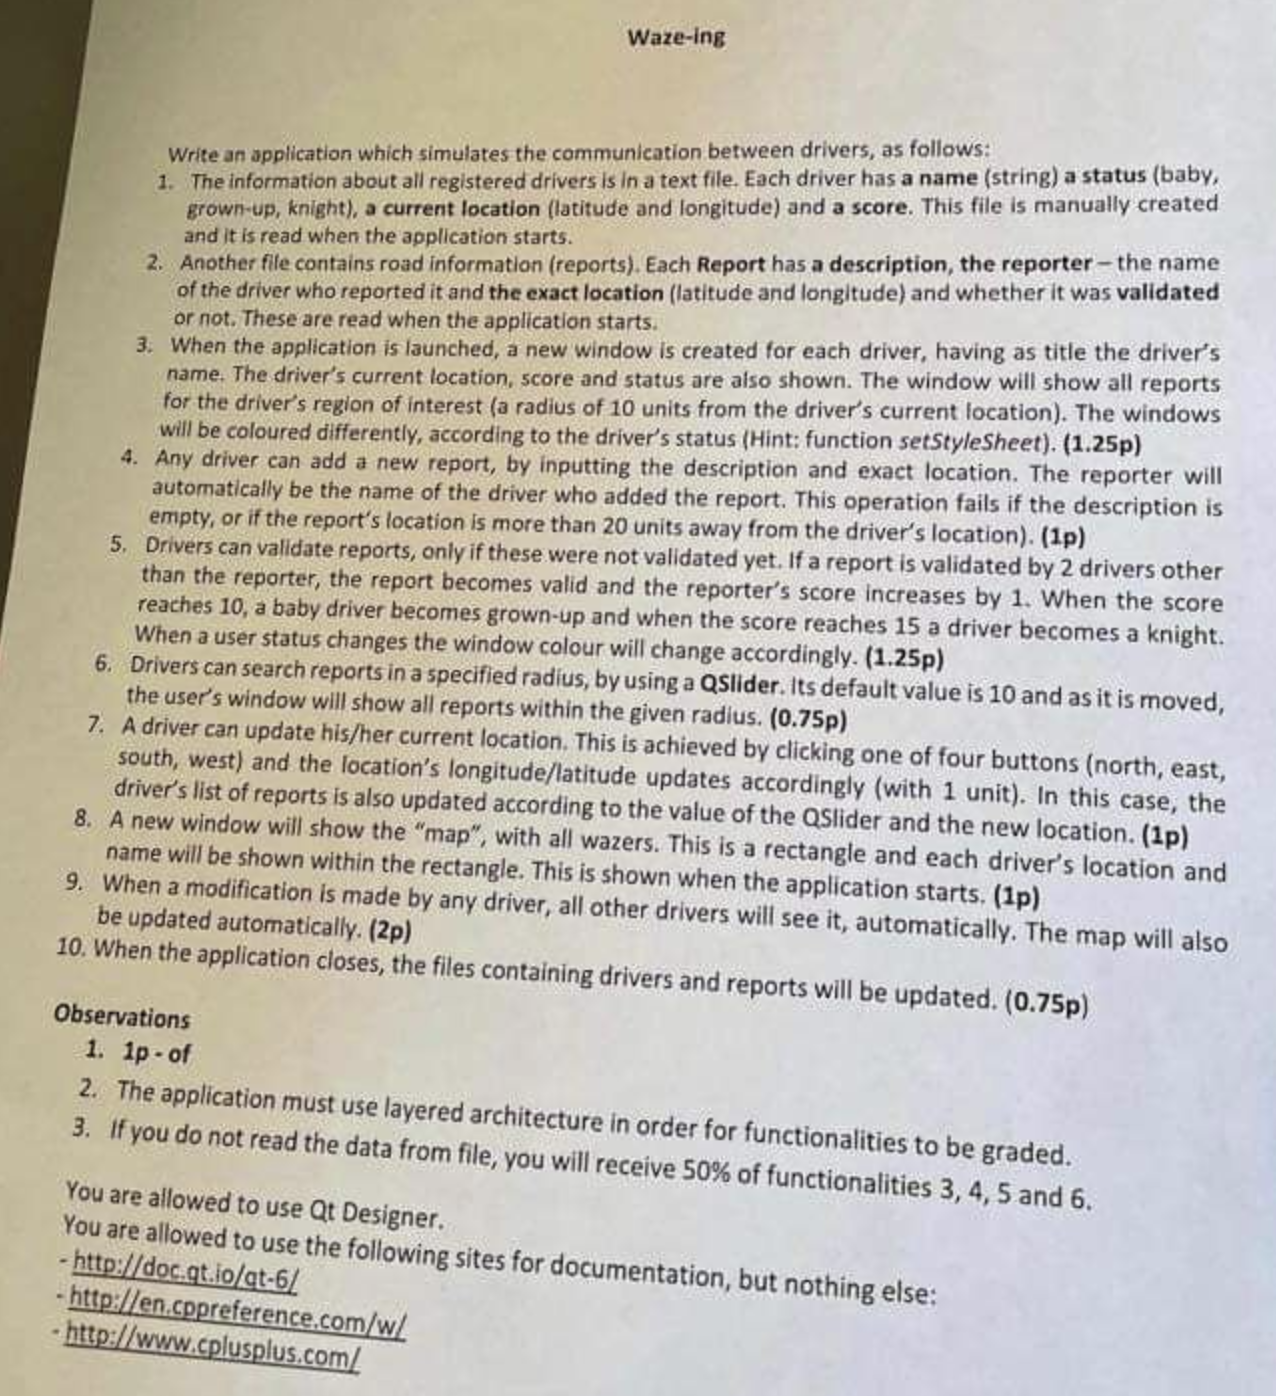 Waze-ing
Write an application which simulates the communication between drivers, as follows:
1. The information about all registered drivers is in a text file. Each driver has a name (string) a status (baby,
grown-up, knight), a current location (latitude and longitude) and a score. This file is manually created
and it is read when the application starts.
2. Another file contains road information (reports). Each Report has a description, the reporter – the name
of the driver who reported it and the exact location (latitude and longitude) and whether it was validated
or not. These are read when the application starts.
3. When the application is launched, a new window is created for each driver, having as title the driver's
name. The driver's current location, score and status are also shown. The window will show all reports
for the driver's region of interest (a radius of 10 units from the driver's current location). The windows
will be coloured differently, according to the driver's status (Hint: function setStyleSheet). (1.25p)
4. Any driver can add a new report, by inputting the description and exact location. The reporter will
automatically be the name of the driver who added the report. This operation fails if the description is
empty, or if the report's location is more than 20 units away from the driver's location). (1p)
5. Drivers can validate reports, only if these were not validated yet. If a report is validated by 2 drivers other
than the reporter, the report becomes valid and the reporter's score increases by 1. When the score
reaches 10, a baby driver becomes grown-up and when the score reaches 15 a driver becomes a knight.
When a user status changes the window colour will change accordingly. (1.25p)
6. Drivers can search reports in a specified radius, by using a QSlider. Its default value is 10 and as it is moved,
the user's window will show all reports within the given radius. (0.75p)
7. A driver can update his/her current location. This is achieved by clicking one of four buttons (north, east,
south, west) and the location's longitude/latitude updates accordingly (with 1 unit). In this case, the
driver's list of reports is also updated according to the value of the QSlider and the new location. (1p)
8. A new window will show the "map", with all wazers. This is a rectangle and each driver's location and
name will be shown within the rectangle. This is shown when the application starts. (1p)
9. When a modification is made by any driver, all other drivers will see it, automatically. The map will also
be updated automatically. (2p)
10. When the application closes, the files containing drivers and reports will be updated. (0.75p)
Observations
1. 1p - of
2. The application must use layered architecture in order for functionalities to be graded.
3. If you do not read the data from file, you will receive 50% of functionalities 3, 4, 5 and 6.
You are allowed to use Qt Designer.
You are allowed to use the following sites for documentation, but nothing else:
- http://doc.qt.io/qt-6/
- http://en.cppreference.com/w/
- http://www.cplusplus.com/